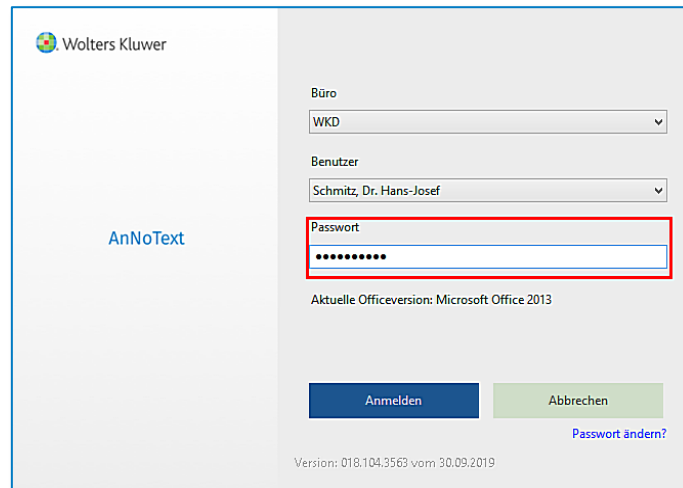 Wolters Kluwer
Büro
WKD
Benutzer
Schmitz, Dr. Hans-Josef
AnNoText
Passwort
••••••••••
Aktuelle Officeversion: Microsoft Office 2013
Anmelden
Abbrechen
Passwort ändern?
Version: 018.104.3563 vom 30.09.2019